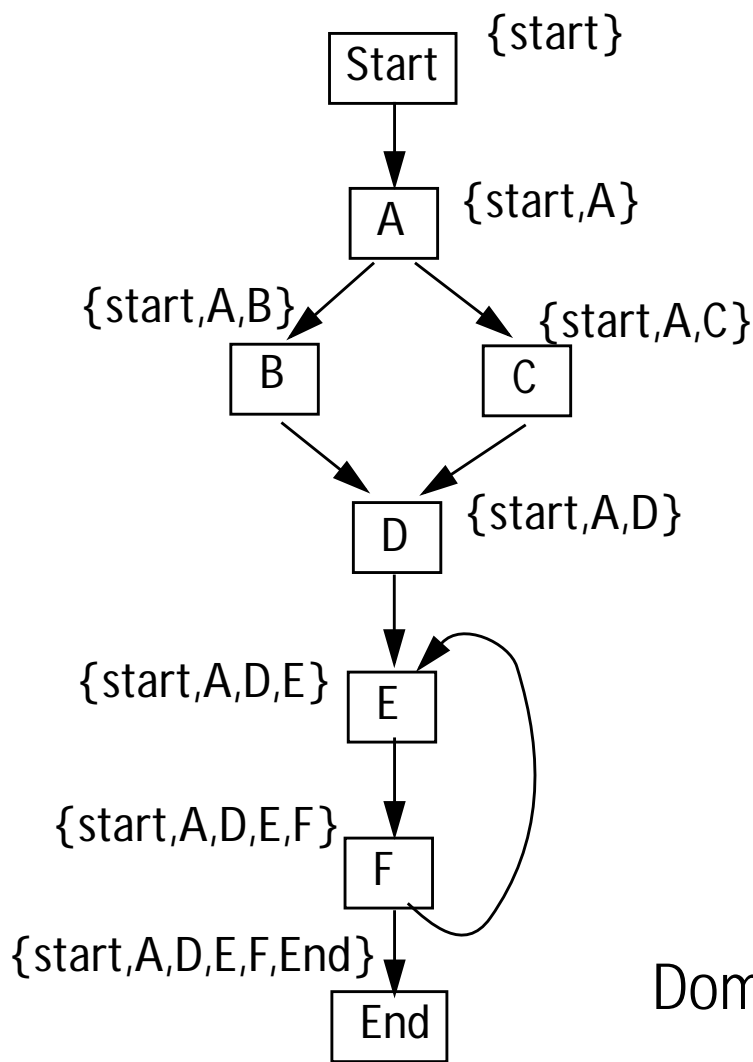 {start}
Start
{start,A}
A
{start,A,B}
{start,A,C}
B
C
{start,A,D}
D
{start,A,D,E}
E
{start,A,D,E,F}
F
{start,A,D,E,F,End}
Dom
End